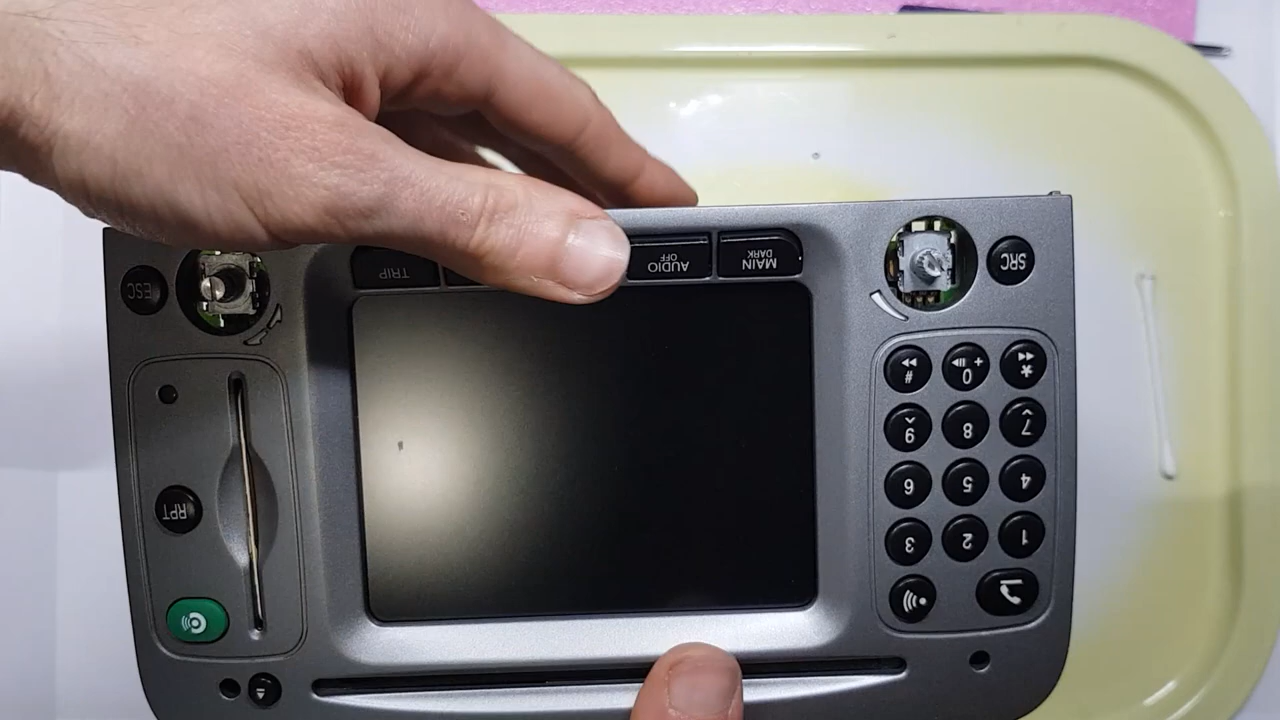 1 2 3
4 5 6
7 8 9
* 0 + #
RPT
SRC
MAIN
DARK
AUDIO
OFF
TRIP
ESC